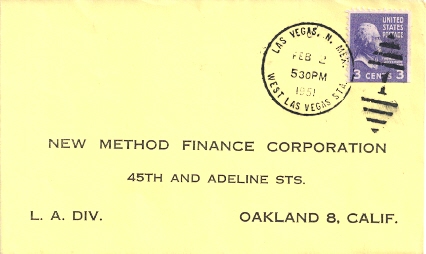 LAS VEGAS, N. MEX.
FEB 2
530PM
1951
WEST LAS VEGAS STA.
UNITED
STATES
POSTAGE
3 CENTS 3
NEW METHOD FINANCE CORPORATION
45TH AND ADELINE STS.
L. A. DIV. OAKLAND 8, CALIF.